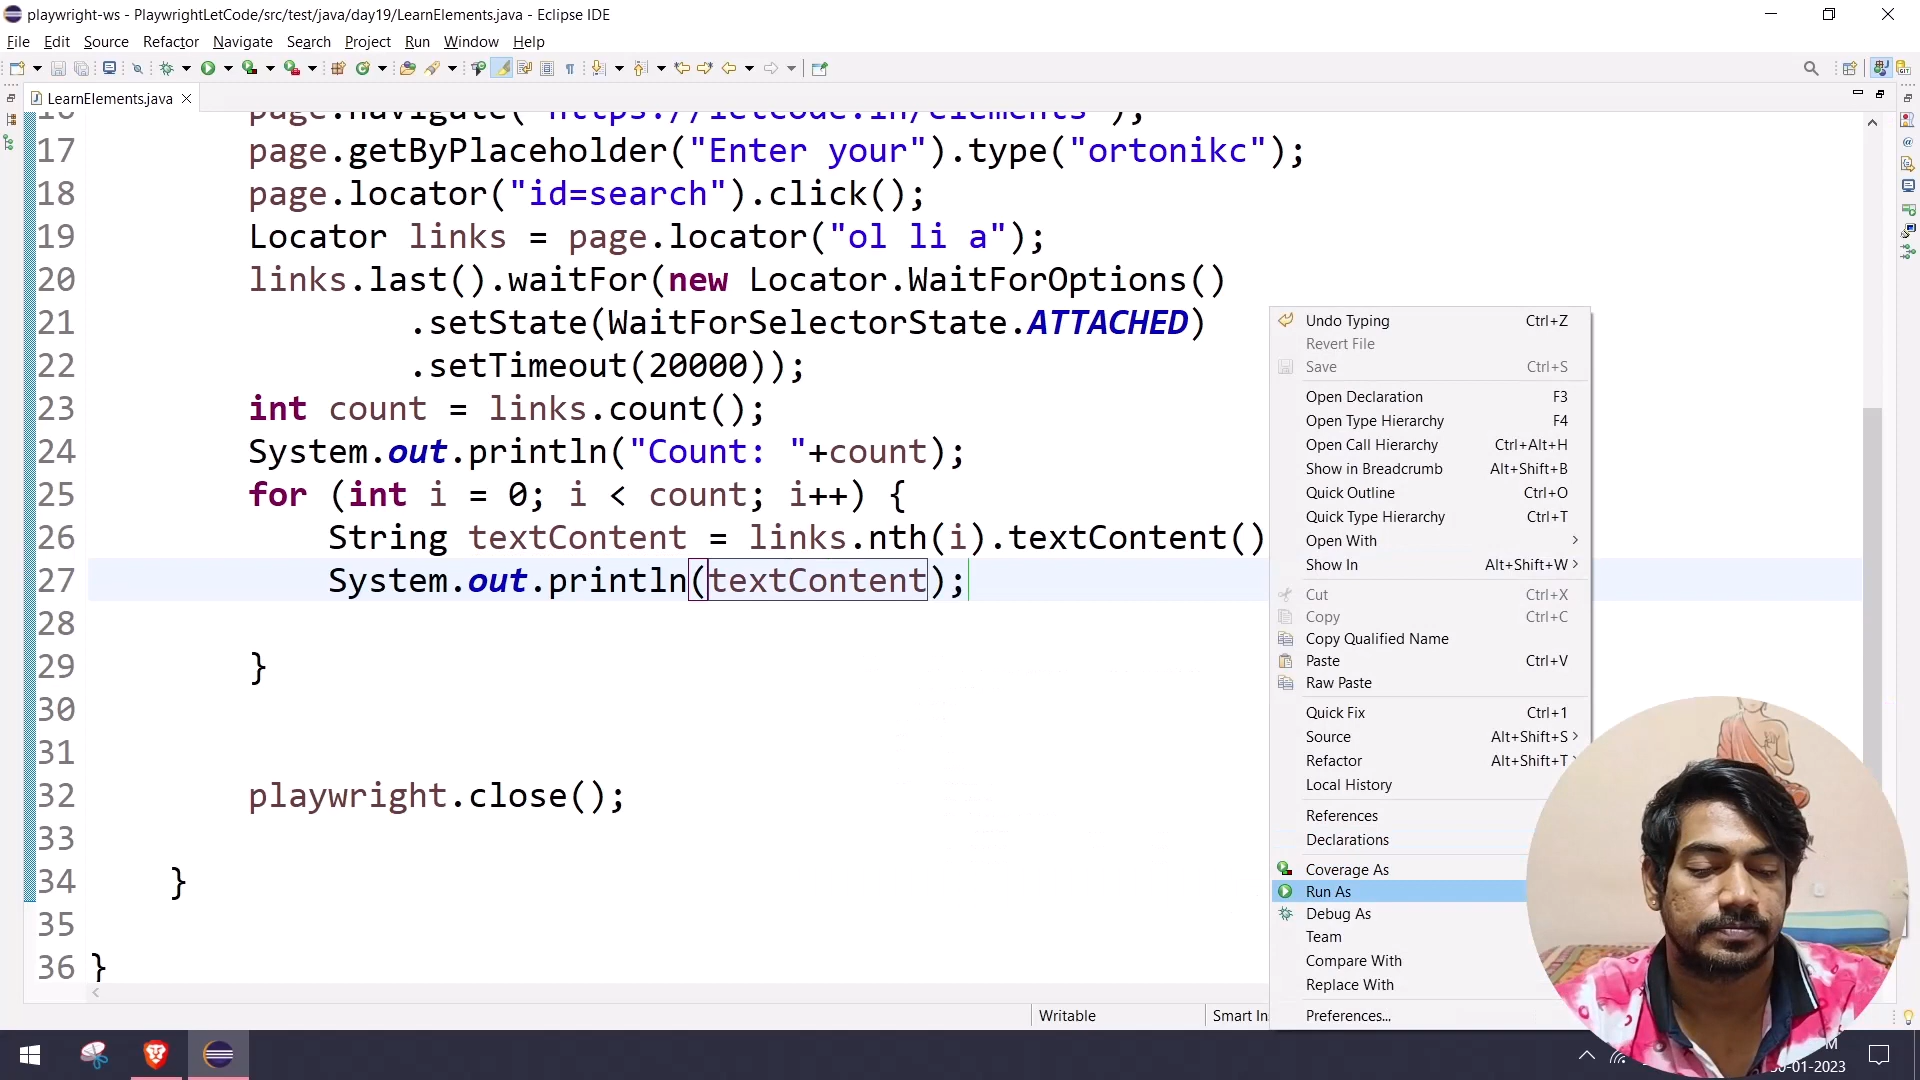 playwright-ws - PlaywrightLetCode/src/test/java/day19/LearnElements.java - Eclipse IDE
File Edit Source Refactor Navigate Search Project Run Window Help
LearnElements.java
16 page.navigate("https://letcode.in/elements");
17 page.getByPlaceholder("Enter your").type("ortonikc");
18 page.locator("id=search").click();
19 Locator links = page.locator("ol li a");
20 links.last().waitFor(new Locator.WaitForOptions()
21 .setState(WaitForSelectorState.ATTACHED)
22 .setTimeout(20000));
23 int count = links.count();
24 System.out.println("Count: "+count);
25 for (int i = 0; i < count; i++) {
26 String textContent = links.nth(i).textContent()
27 System.out.println(textContent);
28
29 }
30
31
32 playwright.close();
33
34 }
35
36 }
Undo Typing Ctrl+Z
Revert File
Save Ctrl+S
Open Declaration F3
Open Type Hierarchy F4
Open Call Hierarchy Ctrl+Alt+H
Show in Breadcrumb Alt+Shift+B
Quick Outline Ctrl+O
Quick Type Hierarchy Ctrl+T
Open With
Show In Alt+Shift+W
Cut Ctrl+X
Copy Ctrl+C
Copy Qualified Name
Paste Ctrl+V
Raw Paste
Quick Fix Ctrl+1
Source Alt+Shift+S
Refactor Alt+Shift+T
Local History
References
Declarations
Coverage As
Run As
Debug As
Team
Compare With
Replace With
Preferences...
Writable
Smart In
-01-2023